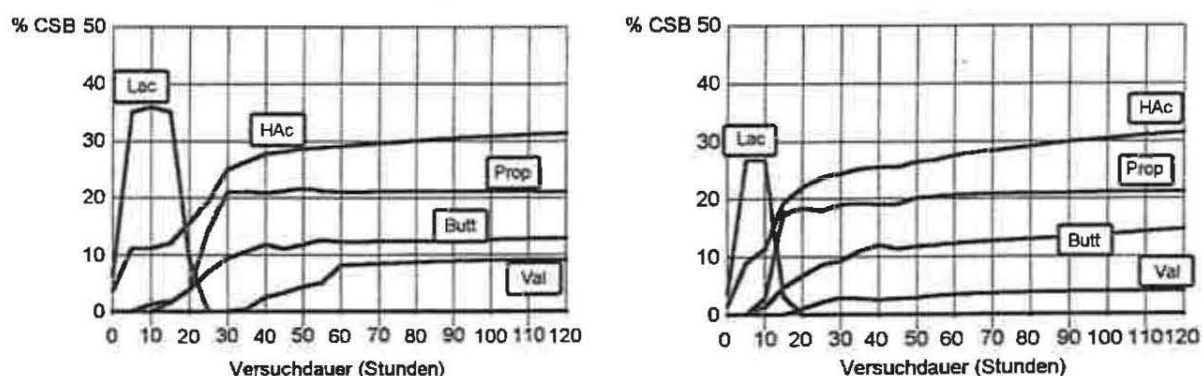 % CSB 50
40
30
20
10
0
Lac
HAc
Prop
Butt
Val
0 10 20 30 40 50 60 70 80 90 100 120
Versuchdauer (Stunden)
% CSB 50
40
30
20
10
0
Lac
HAc
Prop
Butt
Val
0 10 20 30 40 50 60 70 80 90 100 110 120
Versuchdauer (Stunden)